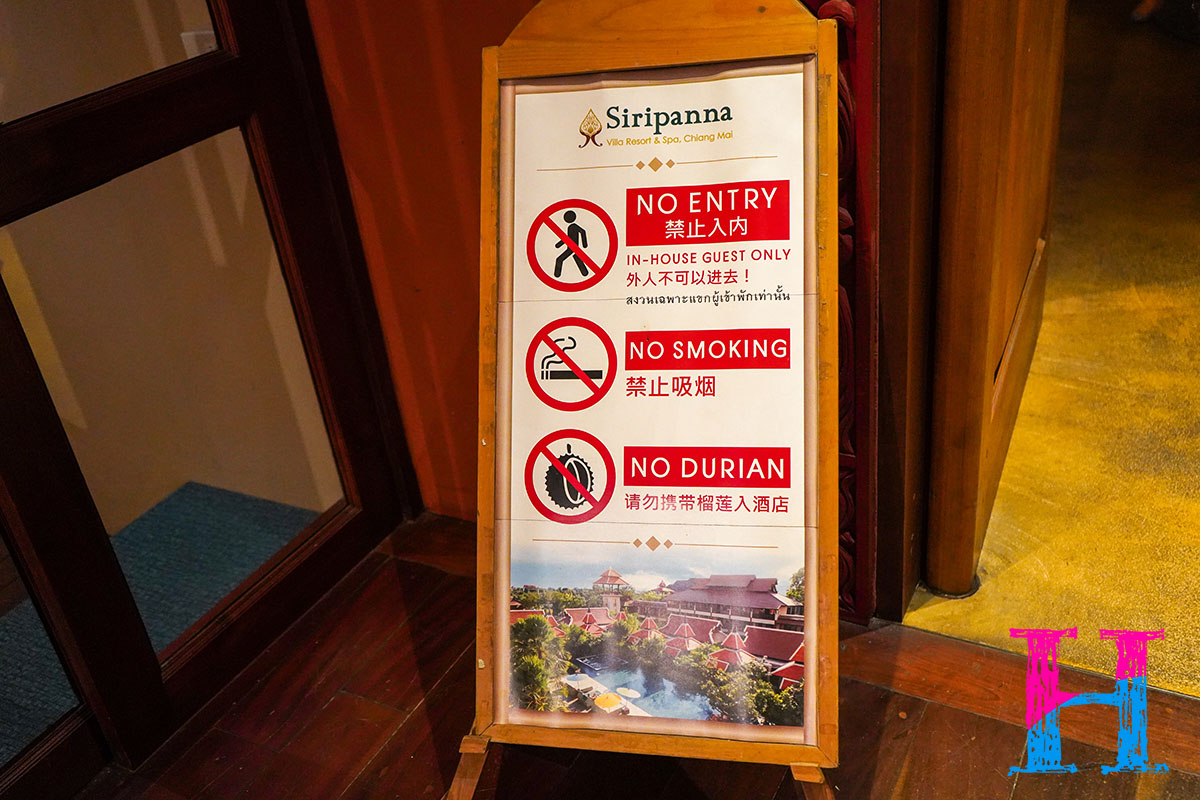 Siripanna
Villa Resort & Spa, Chiang Mai
NO ENTRY
禁止入内
IN-HOUSE GUEST ONLY
外人不可以进去！
สงวนเฉพาะแขกผู้เข้าพักเท่านั้น
NO SMOKING
禁止吸烟
NO DURIAN
请勿携带榴莲入酒店
H